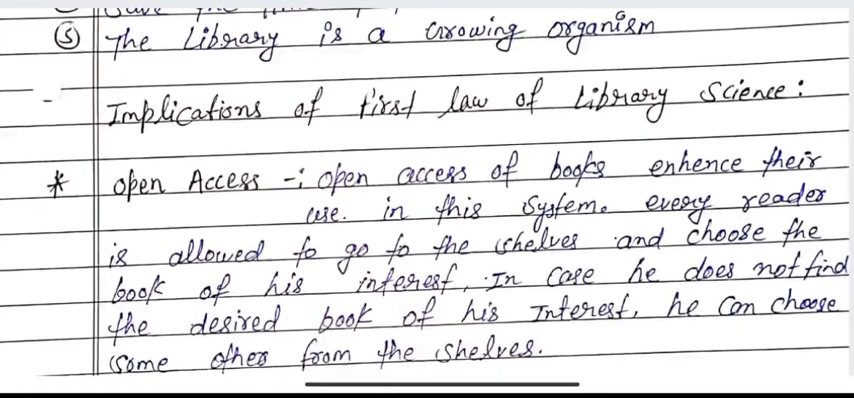 Save the
⑤ The Library is a Growing organism
- Implications of first law of Library Science:
* Open Access -: open access of books enhence their
use. in this System. every reader
is allowed to go to the shelves and choose the
book of his interest, In case he does not find
the desired book of his Interest, he can choose
some other from the shelves.